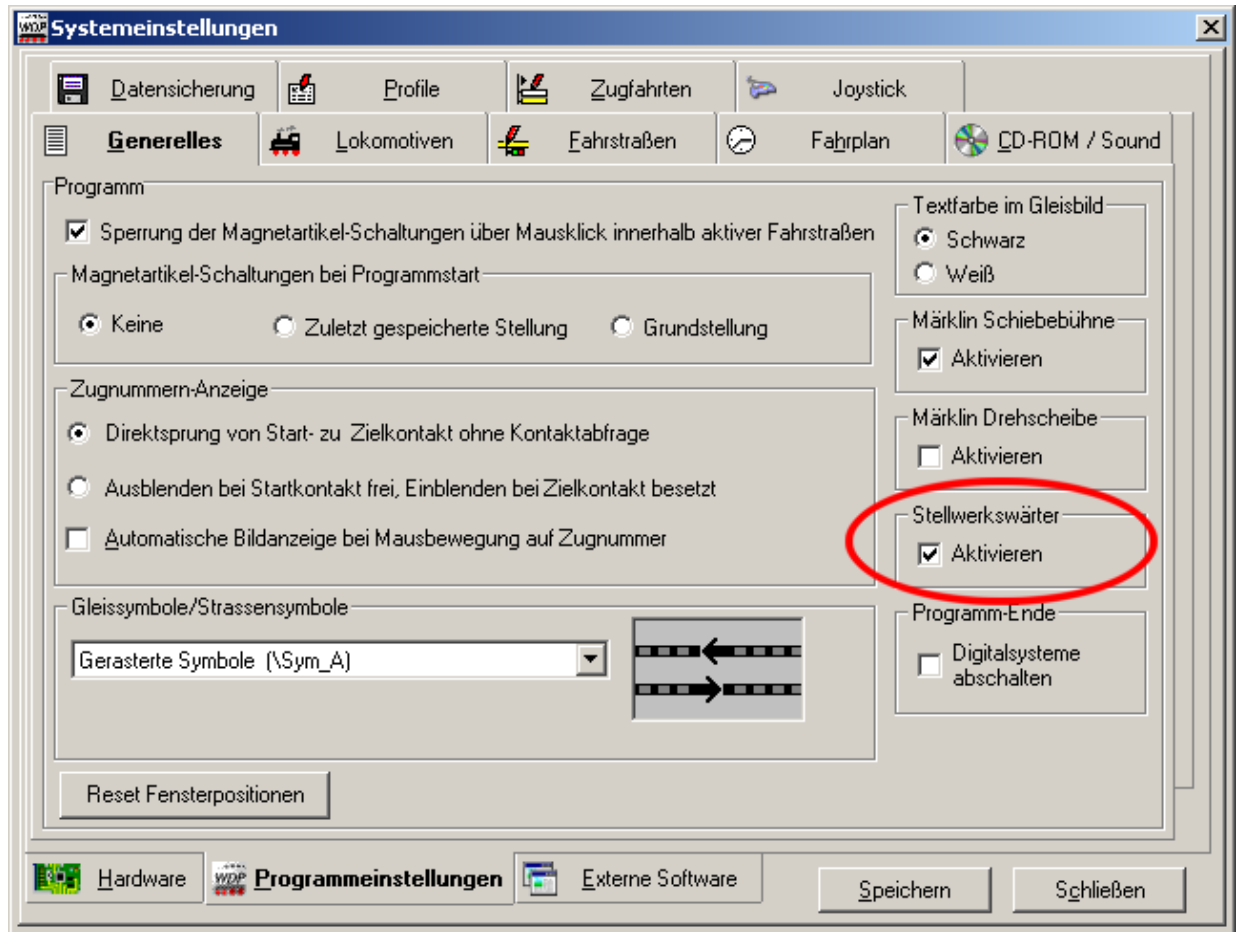 WDP Systemeinstellungen
Datensicherung Profile Zugfahrten Joystick
Generelles Lokomotiven Fahrstraßen Fahrplan CD-ROM / Sound
Programm
Sperrung der Magnetartikel-Schaltungen über Mausklick innerhalb aktiver Fahrstraßen
Magnetartikel-Schaltungen bei Programmstart
Keine Zuletzt gespeicherte Stellung Grundstellung
Zugnummern-Anzeige
Direktsprung von Start- zu Zielkontakt ohne Kontaktabfrage
Ausblenden bei Startkontakt frei, Einblenden bei Zielkontakt besetzt
Automatische Bildanzeige bei Mausbewegung auf Zugnummer
Gleissymbole/Strassensymbole
Gerasterte Symbole (\Sym_A)
Reset Fensterpositionen
Textfarbe im Gleisbild
Schwarz
Weiß
Märklin Schiebebühne
Aktivieren
Märklin Drehscheibe
Aktivieren
Stellwerkswärter
Aktivieren
Programm-Ende
Digitalsysteme
abschalten
Hardware WDP Programmeinstellungen Externe Software
Speichern Schließen